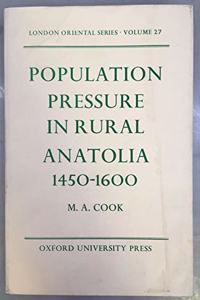 LONDON ORIENTAL SERIES · VOLUME 27
POPULATION
PRESSURE
IN RURAL
ANATOLIA
1450-1600
M. A. COOK
OXFORD UNIVERSITY PRESS